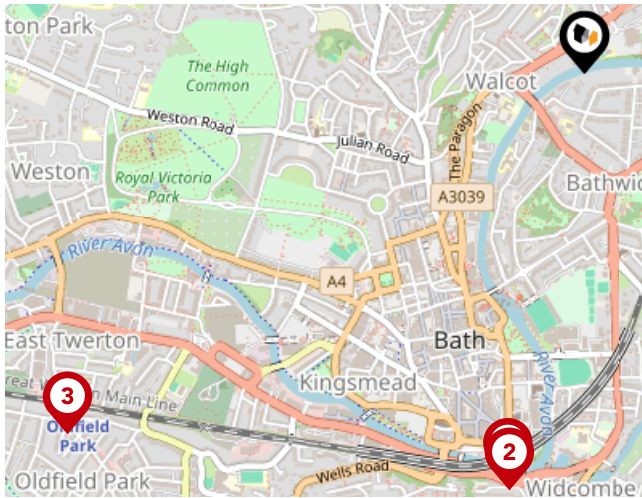 ton Park
The High
Common
Walcot
Weston Road
Julian Road
The Paragon
Weston
Royal Victoria
Park
Bathwic
A3039
River Avon
A4
East Twerton
Bath
River Avon
Kingsmead
3
Main Line
Oldfield
Park
2
Wells Road
Oldfield Park
Widcombe